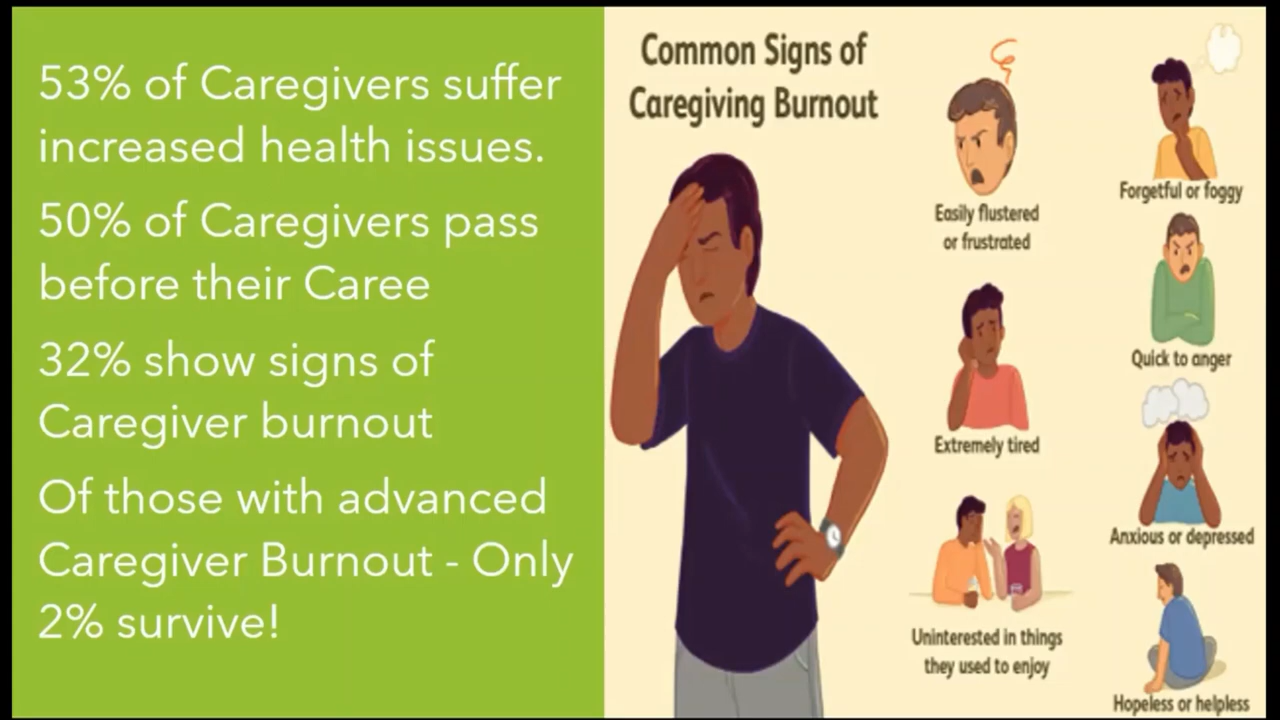 53% of Caregivers suffer
increased health issues.
50% of Caregivers pass
before their Caree
32% show signs of
Caregiver burnout
Of those with advanced
Caregiver Burnout - Only
2% survive!
Common Signs of
Caregiving Burnout
Easily flustered
or frustrated
Extremely tired
Uninterested in things
they used to enjoy
Forgetful or foggy
Quick to anger
Anxious or depressed
Hopeless or helpless